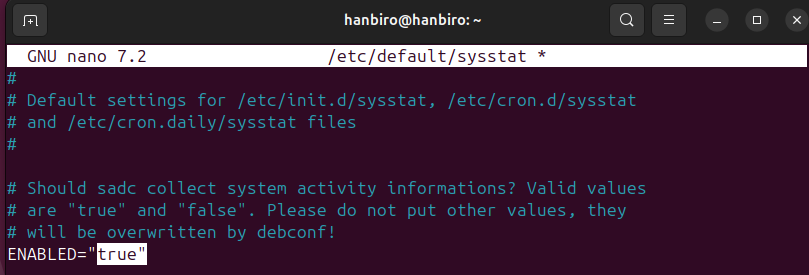 hanbiro@hanbiro: ~
GNU nano 7.2 /etc/default/sysstat *
#
# Default settings for /etc/init.d/sysstat, /etc/cron.d/sysstat
# and /etc/cron.daily/sysstat files
#
# Should sadc collect system activity informations? Valid values
# are "true" and "false". Please do not put other values, they
# will be overwritten by debconf!
ENABLED="true"